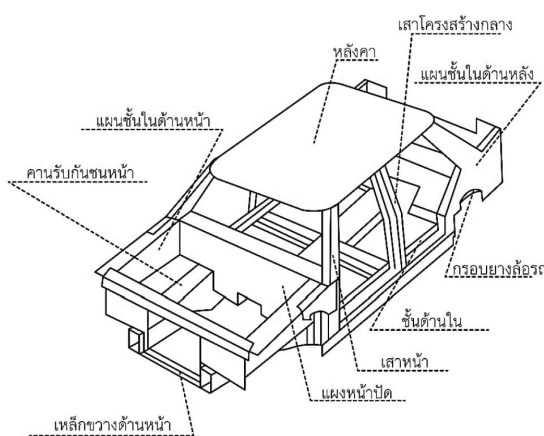 เสาโครงสร้างกลาง
หลังคา
แผ่นชั้นในด้านหลัง
แผ่นชั้นในด้านหน้า
คานรับกันชนหน้า
กรอบยางล้อรถ
ชั้นด้านใน
เสาหน้า
แผงหน้าปัด
เหล็กขวางด้านหน้า